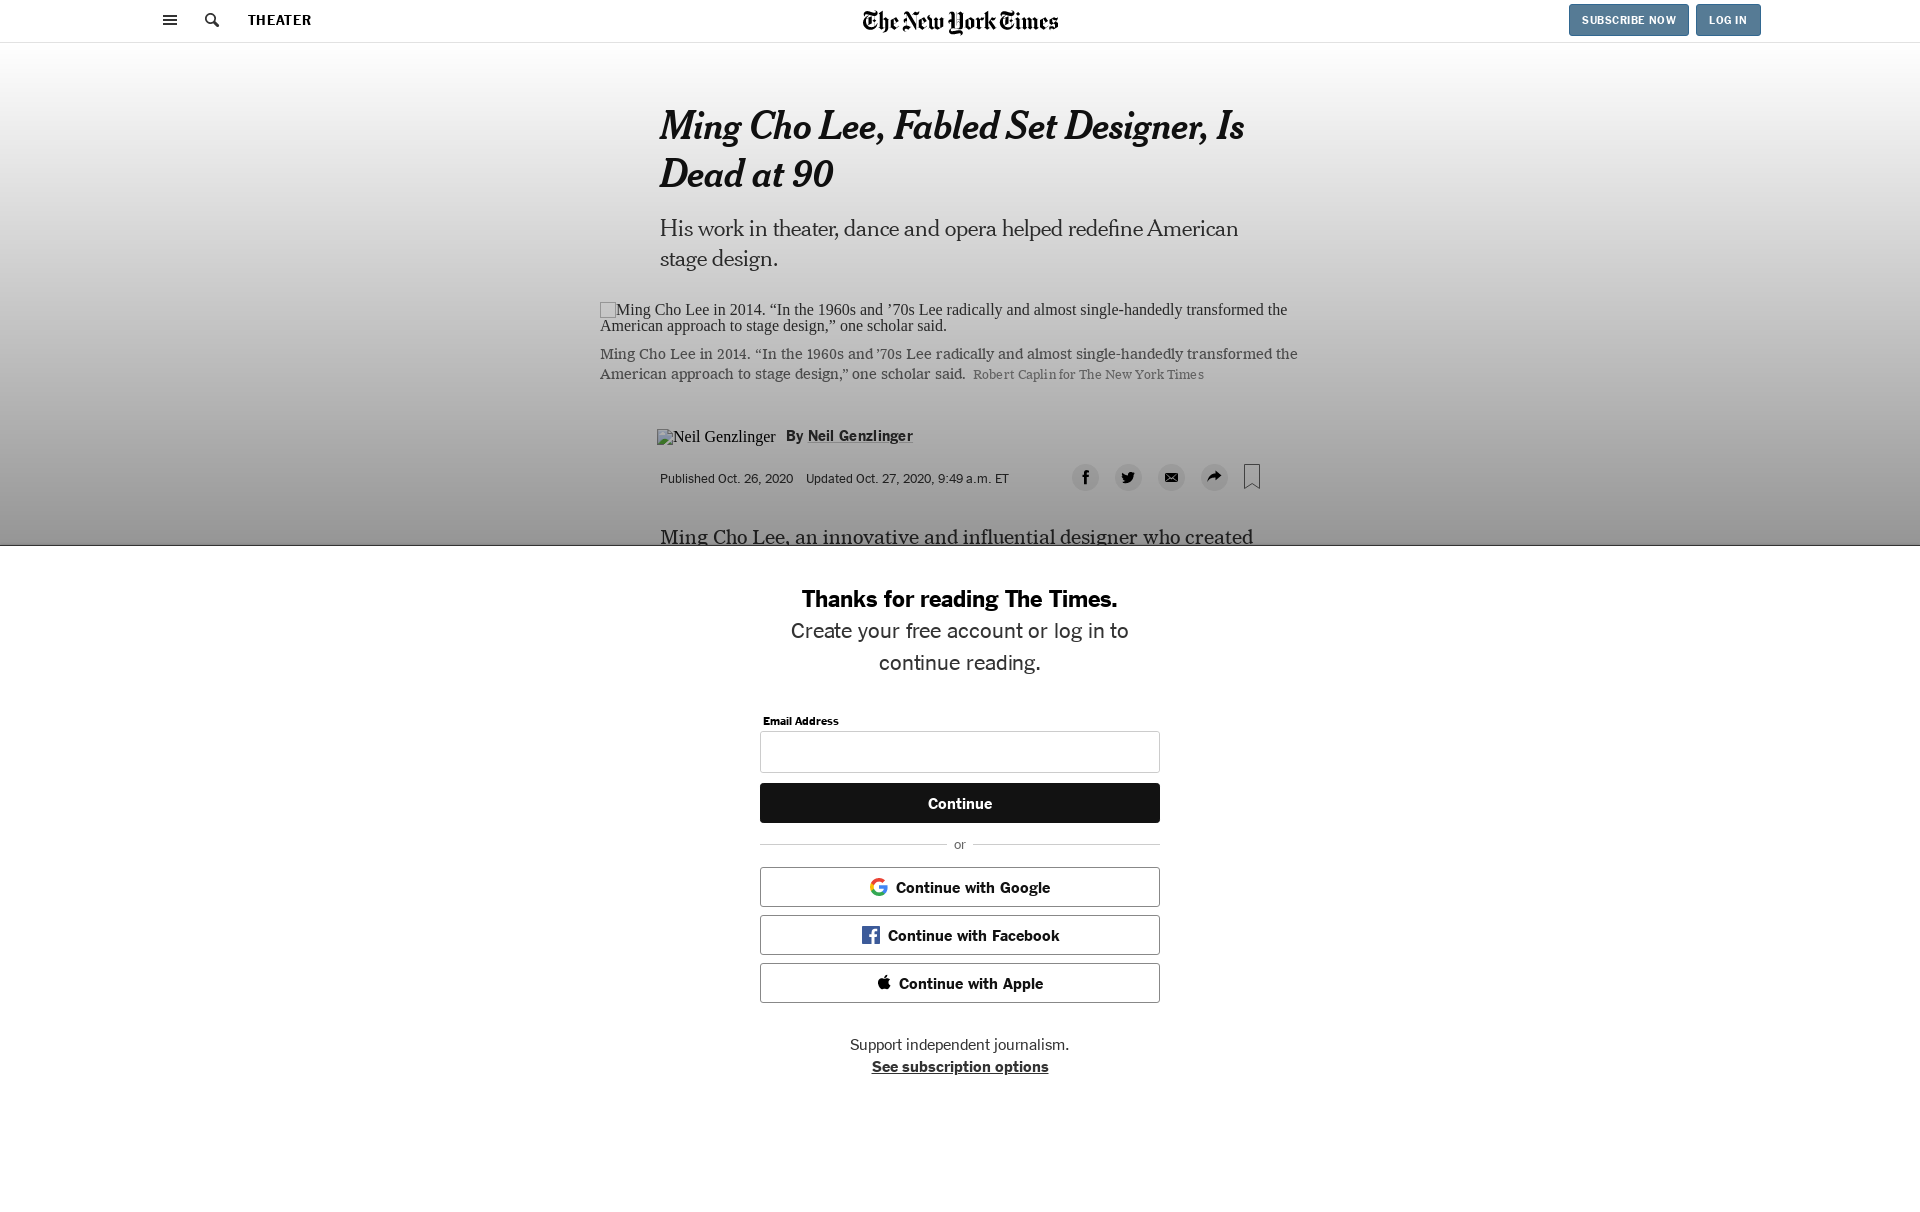 THEATER
The New York Times
SUBSCRIBE NOW
LOG IN
Ming Cho Lee, Fabled Set Designer, Is
Dead at 90
His work in theater, dance and opera helped redefine American
stage design.
Ming Cho Lee in 2014. “In the 1960s and ’70s Lee radically and almost single-handedly transformed the
American approach to stage design,” one scholar said.
Ming Cho Lee in 2014. “In the 1960s and ’70s Lee radically and almost single-handedly transformed the
American approach to stage design,” one scholar said. Robert Caplin for The New York Times
Neil Genzlinger By Neil Genzlinger
Published Oct. 26, 2020 Updated Oct. 27, 2020, 9:49 a.m. ET
Ming Cho Lee, an innovative and influential designer who created
Thanks for reading The Times.
Create your free account or log in to
continue reading.
Email Address
Continue
or
Continue with Google
Continue with Facebook
Continue with Apple
Support independent journalism.
See subscription options